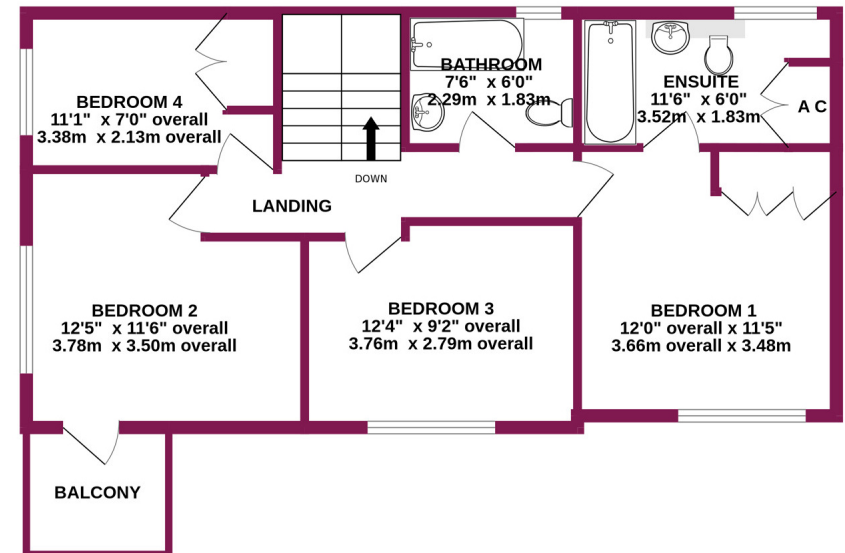 BATHROOM
7'6" x 6'0"
2.29m x 1.83m
ENSUITE
11'6" x 6'0"
3.52m x 1.83m
A C
BEDROOM 4
11'1" x 7'0" overall
3.38m x 2.13m overall
DOWN
LANDING
BEDROOM 2
12'5" x 11'6" overall
3.78m x 3.50m overall
BEDROOM 3
12'4" x 9'2" overall
3.76m x 2.79m overall
BEDROOM 1
12'0" overall x 11'5"
3.66m overall x 3.48m
BALCONY